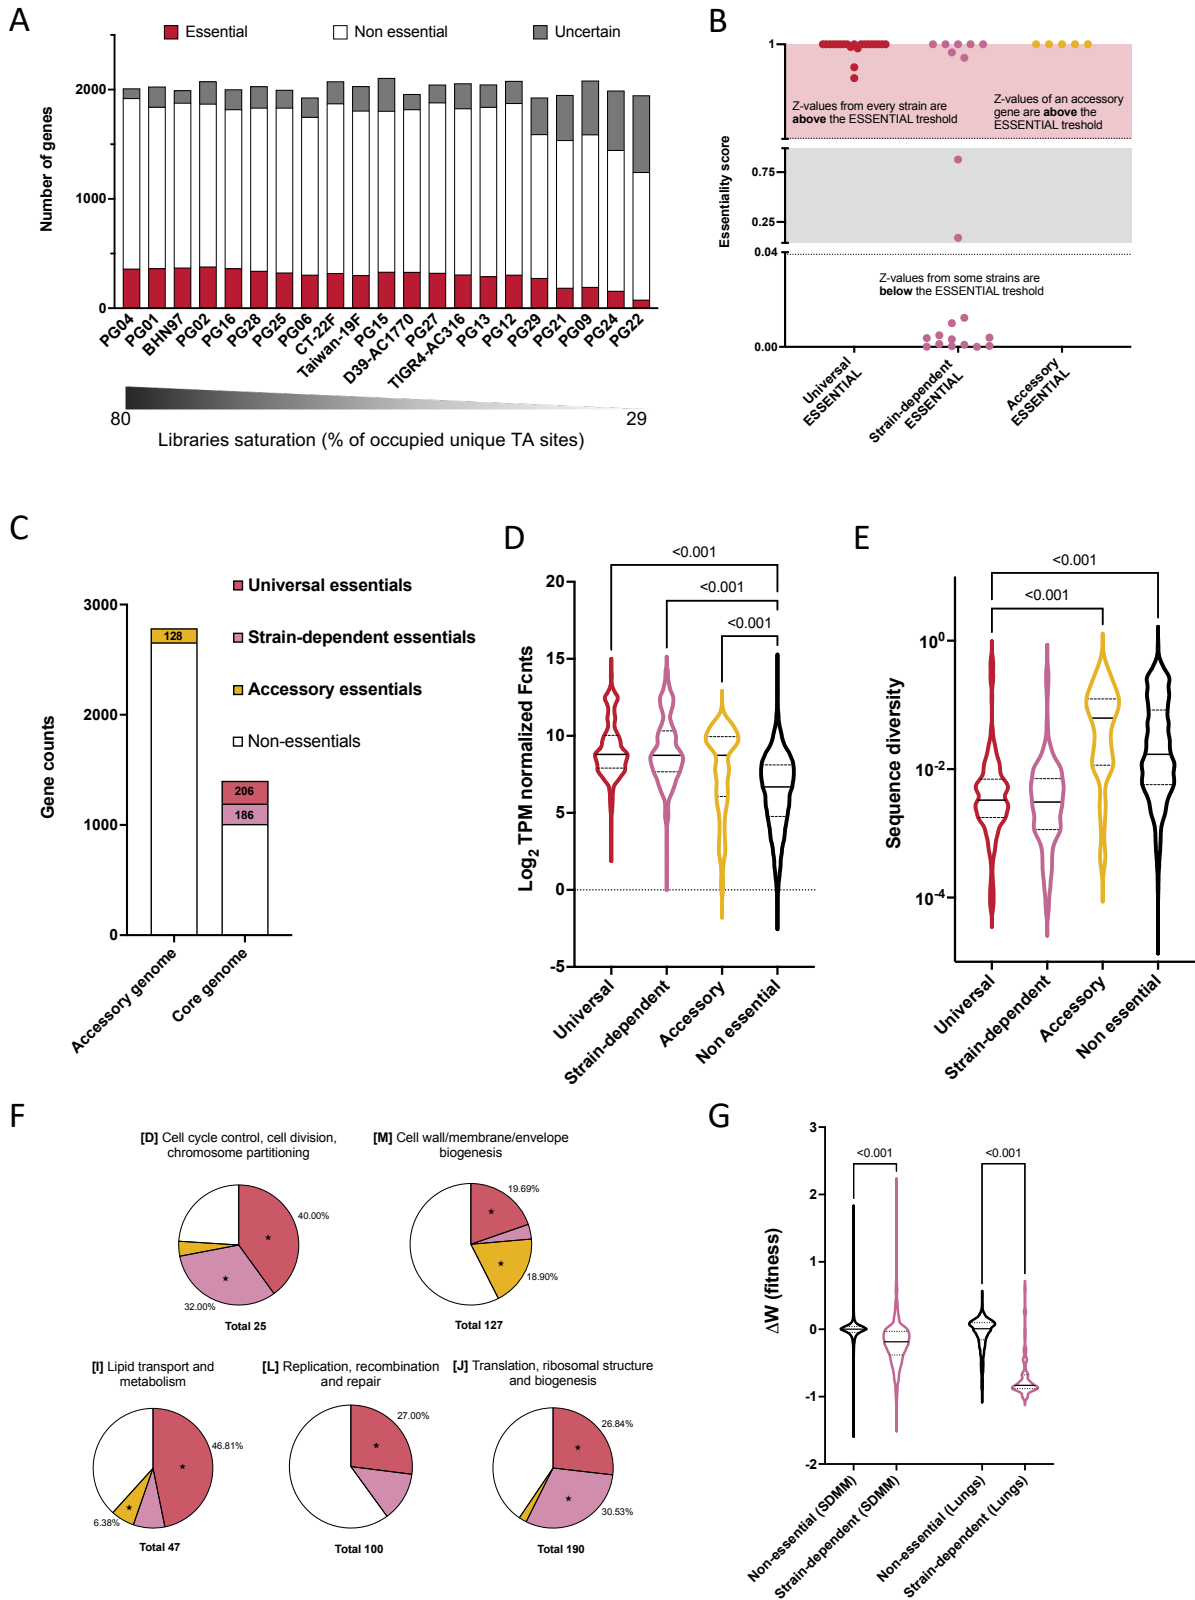 A
Essential
Non essential
Uncertain
Number of genes
2000
1000
0
PG04
PG01
BHN97
PG02
PG16
PG28
PG25
PG06
CT-22F
Taiwan-19F
PG15
D39-AC1770
PG27
TIGR4-AC316
PG13
PG12
PG29
PG21
PG09
PG24
PG22
80
29
Libraries saturation (% of occupied unique TA sites)
B
Essentiality score
1
0.75
0.25
0.04
0.00
Z-values from every strain are
above the ESSENTIAL treshold
Z-values of an accessory
gene are above the
ESSENTIAL treshold
Z-values from some strains are
below the ESSENTIAL treshold
Universal
ESSENTIAL
Strain-dependent
ESSENTIAL
Accessory
ESSENTIAL
C
Universal essentials
Strain-dependent essentials
Accessory essentials
Non-essentials
Gene counts
3000
2000
1000
0
128
206
186
Accessory genome
Core genome
D
<0.001
<0.001
<0.001
Log2 TPM normalized Fcnts
20
15
10
5
0
-5
Universal
Strain-dependent
Accessory
Non essential
E
<0.001
<0.001
Sequence diversity
10^0
10^-2
10^-4
Universal
Strain-dependent
Accessory
Non essential
F
[D] Cell cycle control, cell division,
chromosome partitioning
40.00%
32.00%
Total 25
[M] Cell wall/membrane/envelope
biogenesis
19.69%
18.90%
Total 127
[I] Lipid transport and
metabolism
46.81%
6.38%
Total 47
[L] Replication, recombination
and repair
27.00%
Total 100
[J] Translation, ribosomal structure
and biogenesis
26.84%
30.53%
Total 190
G
<0.001
<0.001
ΔW (fitness)
3
2
1
0
-1
-2
Non-essential (SDMM)
Strain-dependent (SDMM)
Non-essential (Lungs)
Strain-dependent (Lungs)